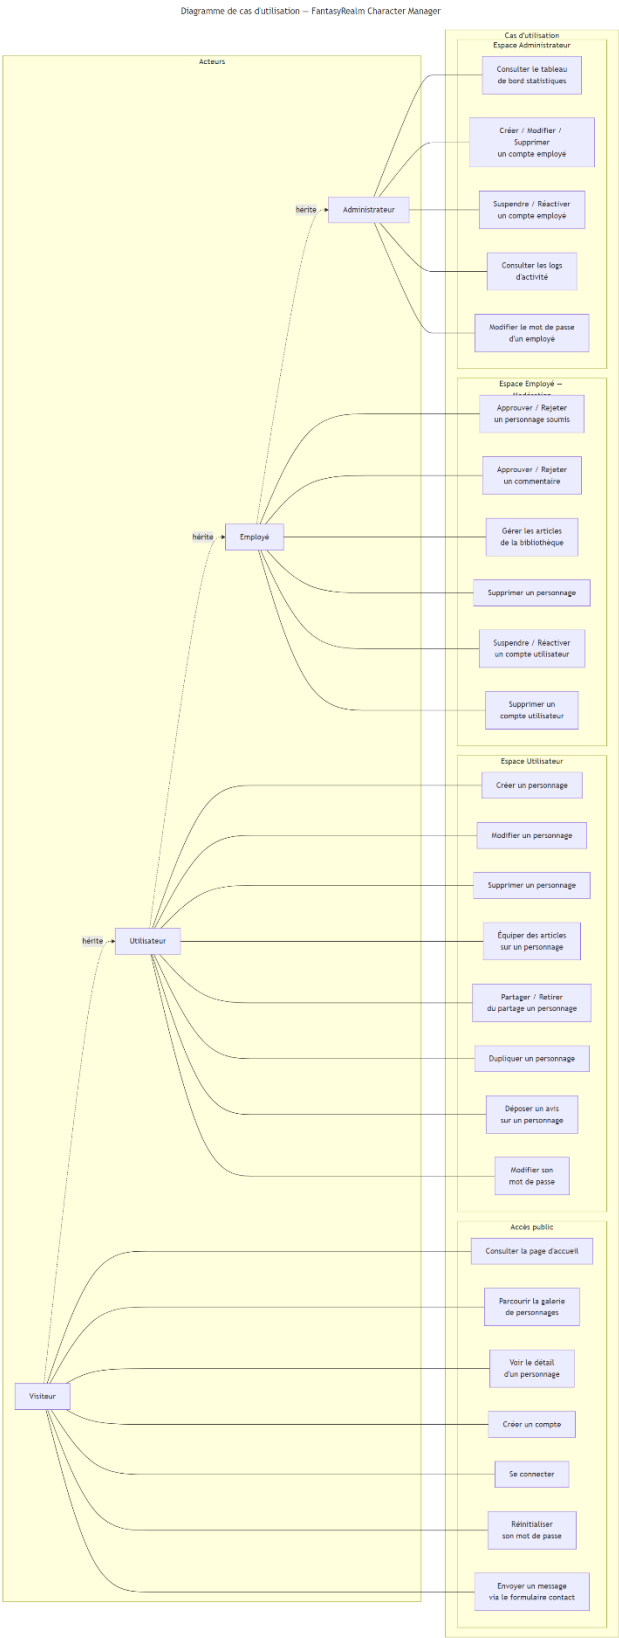 Diagramme de cas d'utilisation — FantasyRealm Character Manager
Cas d'utilisation
Espace Administrateur
Acteurs
Consulter le tableau
de bord statistiques
Créer / Modifier /
Supprimer
un compte employé
hérite
Administrateur
Suspendre / Réactiver
un compte employé
Consulter les logs
d'activité
Modifier le mot de passe
d'un employé
Espace Employé —
Modération
Approuver / Rejeter
un personnage soumis
Approuver / Rejeter
un commentaire
hérite
Employé
Gérer les articles
de la bibliothèque
Supprimer un personnage
Suspendre / Réactiver
un compte utilisateur
Supprimer un
compte utilisateur
Espace Utilisateur
Créer un personnage
Modifier un personnage
Supprimer un personnage
hérite
Utilisateur
Équiper des articles
sur un personnage
Partager / Retirer
du partage un personnage
Dupliquer un personnage
Déposer un avis
sur un personnage
Modifier son
mot de passe
Accès public
Consulter la page d'accueil
Parcourir la galerie
de personnages
Voir le détail
d'un personnage
Visiteur
Créer un compte
Se connecter
Réinitialiser
son mot de passe
Envoyer un message
via le formulaire contact